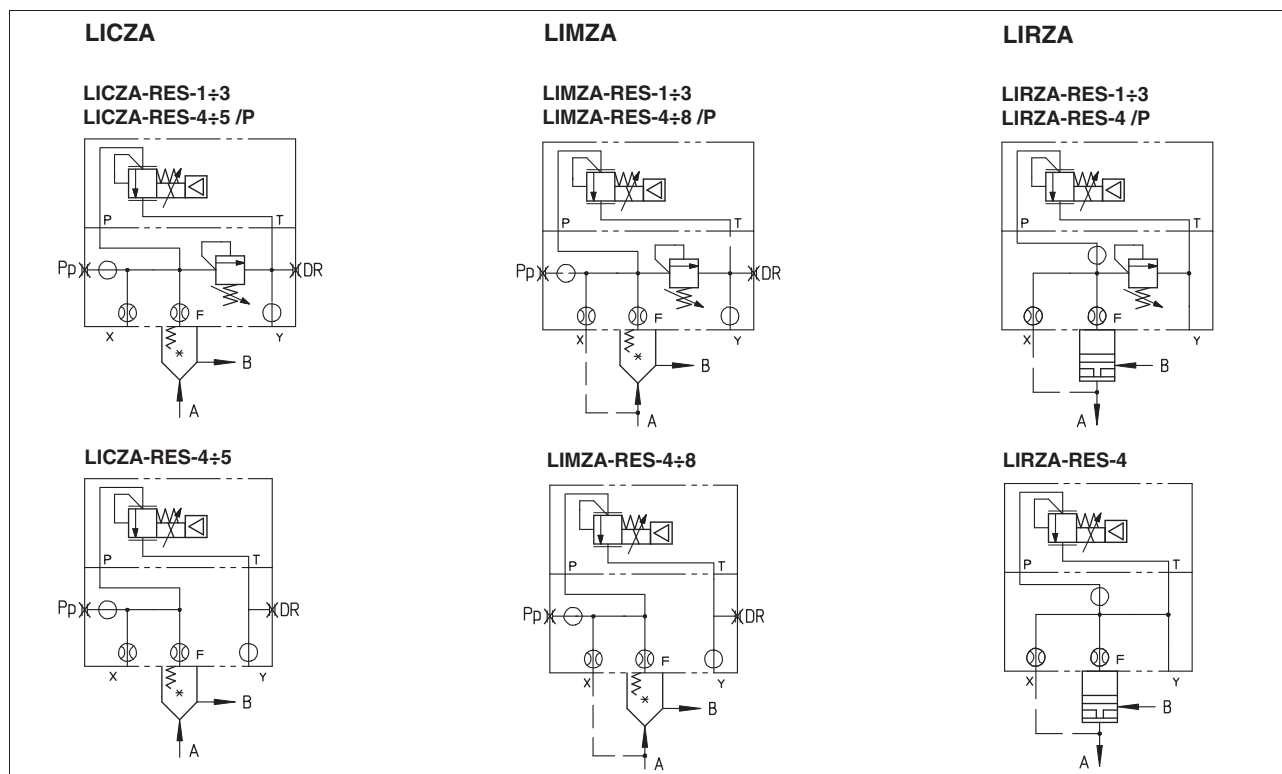 LICZA
LICZA-RES-1÷3
LICZA-RES-4÷5 /P
P
T
Pp
DR
F
X
Y
B
A
LICZA-RES-4÷5
P
T
Pp
DR
F
X
Y
B
A
LIMZA
LIMZA-RES-1÷3
LIMZA-RES-4÷8 /P
P
T
Pp
DR
F
X
Y
B
A
LIMZA-RES-4÷8
P
T
Pp
DR
F
X
Y
B
A
LIRZA
LIRZA-RES-1÷3
LIRZA-RES-4 /P
P
T
F
X
Y
B
A
LIRZA-RES-4
P
T
F
X
Y
B
A